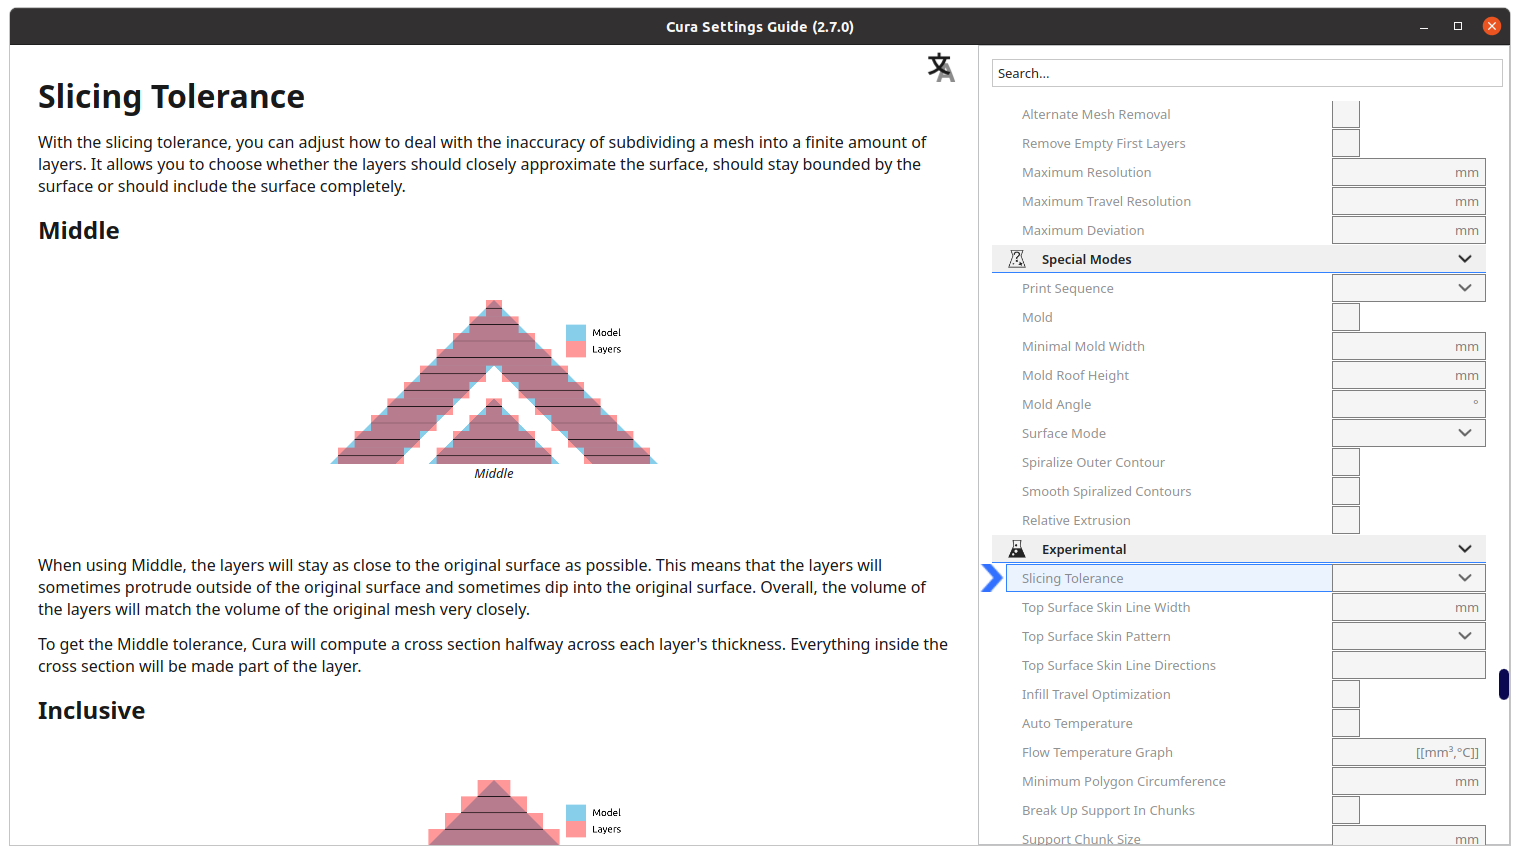 Cura Settings Guide (2.7.0)
Slicing Tolerance
With the slicing tolerance, you can adjust how to deal with the inaccuracy of subdividing a mesh into a finite amount of
layers. It allows you to choose whether the layers should closely approximate the surface, should stay bounded by the
surface or should include the surface completely.
Middle
Model
Layers
Middle
When using Middle, the layers will stay as close to the original surface as possible. This means that the layers will
sometimes protrude outside of the original surface and sometimes dip into the original surface. Overall, the volume of
the layers will match the volume of the original mesh very closely.
To get the Middle tolerance, Cura will compute a cross section halfway across each layer's thickness. Everything inside the
cross section will be made part of the layer.
Inclusive
Model
Layers
Search...
Alternate Mesh Removal
Remove Empty First Layers
Maximum Resolution mm
Maximum Travel Resolution mm
Maximum Deviation mm
Special Modes
Print Sequence
Mold
Minimal Mold Width mm
Mold Roof Height mm
Mold Angle °
Surface Mode
Spiralize Outer Contour
Smooth Spiralized Contours
Relative Extrusion
Experimental
Slicing Tolerance
Top Surface Skin Line Width mm
Top Surface Skin Pattern
Top Surface Skin Line Directions
Infill Travel Optimization
Auto Temperature
Flow Temperature Graph [[mm³,°C]]
Minimum Polygon Circumference mm
Break Up Support In Chunks
Support Chunk Size mm